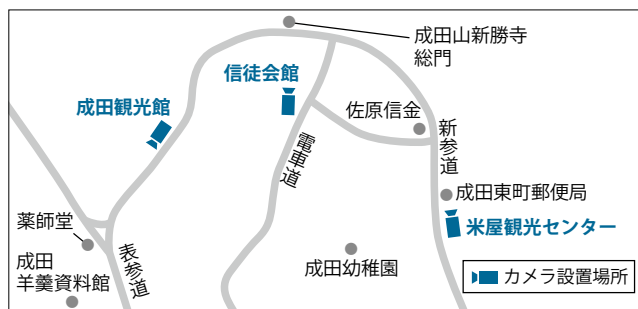 成田山新勝寺
総門
信徒会館
成田観光館
佐原信金
新参道
電車道
成田東町郵便局
米屋観光センター
薬師堂
表参道
成田
羊羹資料館
成田幼稚園
カメラ設置場所